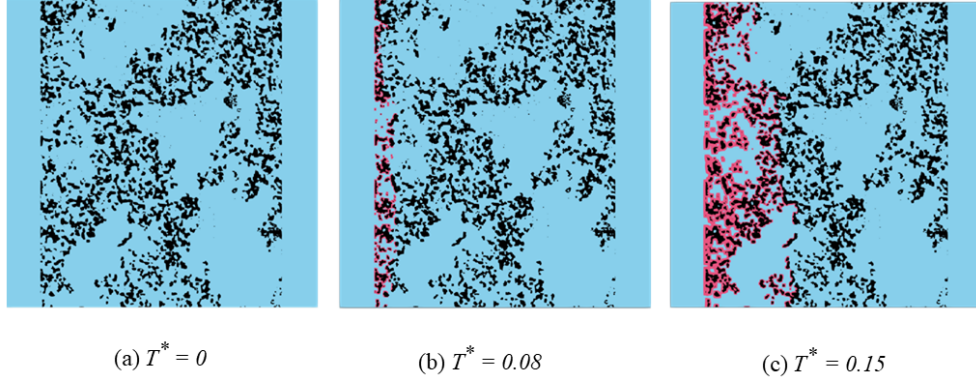 (a) T* = 0
(b) T* = 0.08
(c) T* = 0.15